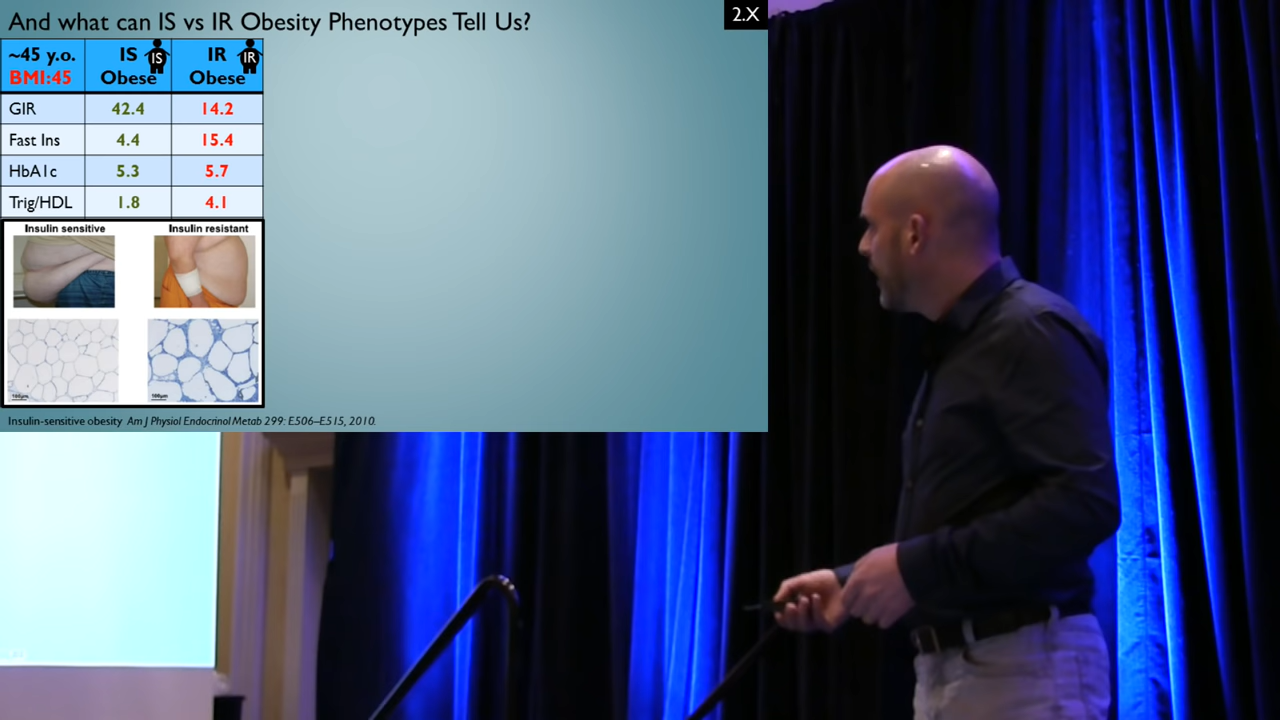 And what can IS vs IR Obesity Phenotypes Tell Us?
2.X
~45 y.o. IS IS IR IR
BMI:45 Obese Obese
GIR 42.4 14.2
Fast Ins 4.4 15.4
HbA1c 5.3 5.7
Trig/HDL 1.8 4.1
Insulin sensitive Insulin resistant
100µm 100µm
Insulin-sensitive obesity Am J Physiol Endocrinol Metab 299: E506–E515, 2010.